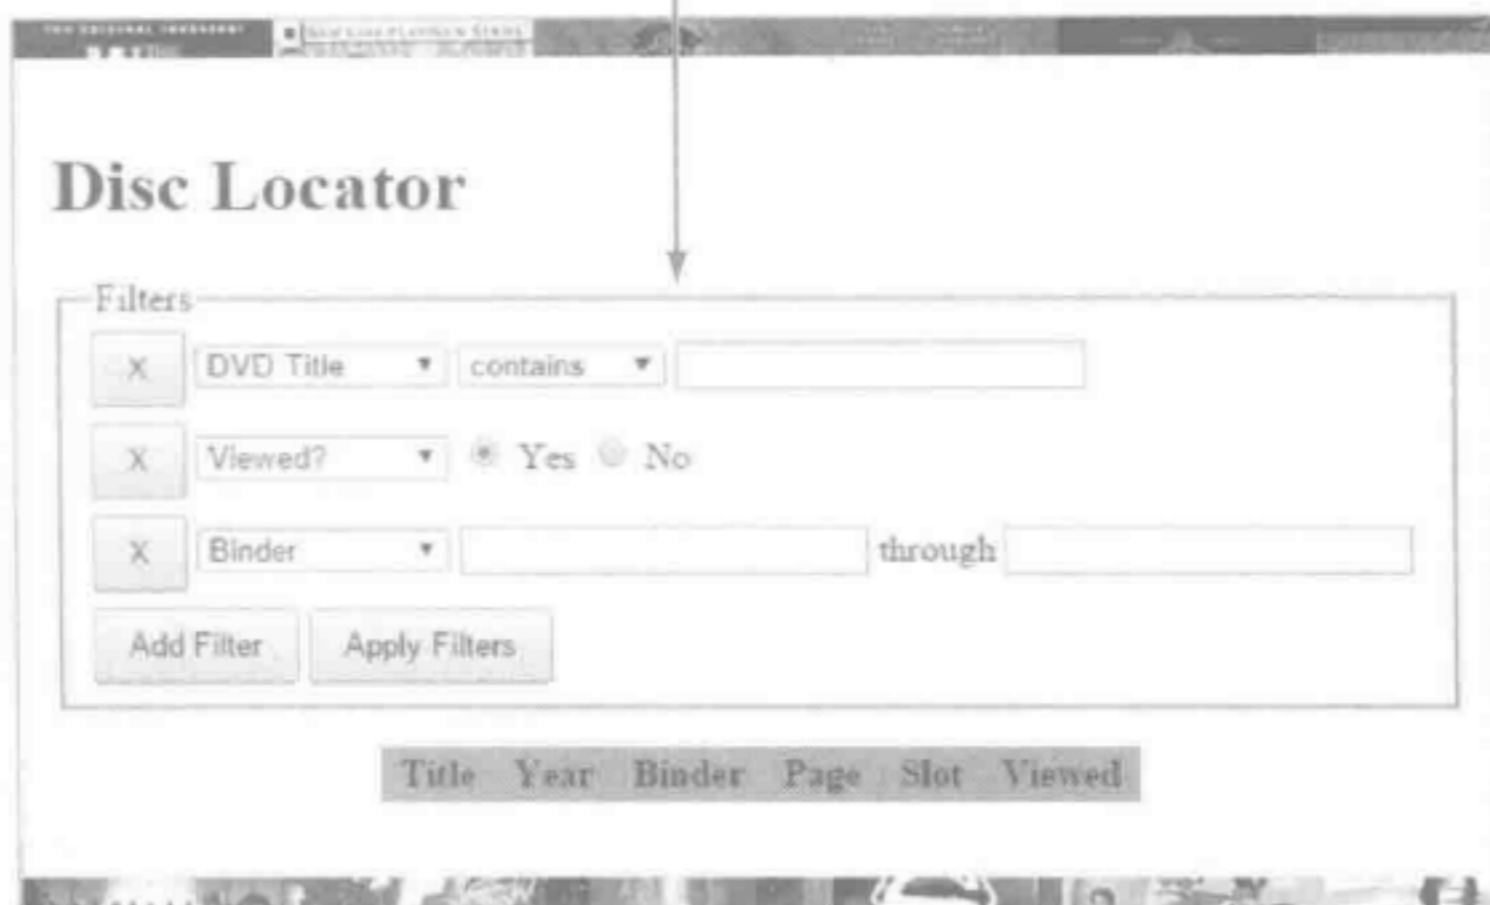 Disc Locator
Filters
X DVD Title contains
X Viewed? Yes No
X Binder through
Add Filter Apply Filters
Title Year Binder Page Slot Viewed